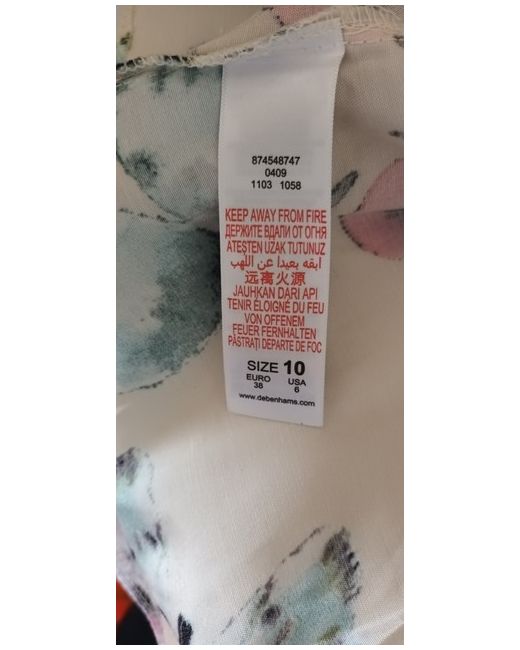 874548747
0409
1103 1058
KEEP AWAY FROM FIRE
ДЕРЖИТЕ ВДАЛИ ОТ ОГНЯ
ATEŞTEN UZAK TUTUNUZ
ابقه بعيدا عن اللهب
远离火源
JAUHKAN DARI API
TENIR ÉLOIGNÉ DU FEU
VON OFFENEM
FEUER FERNHALTEN
PĂSTRAȚI DEPARTE DE FOC
SIZE 10
EURO USA
38 6
www.debenhams.com